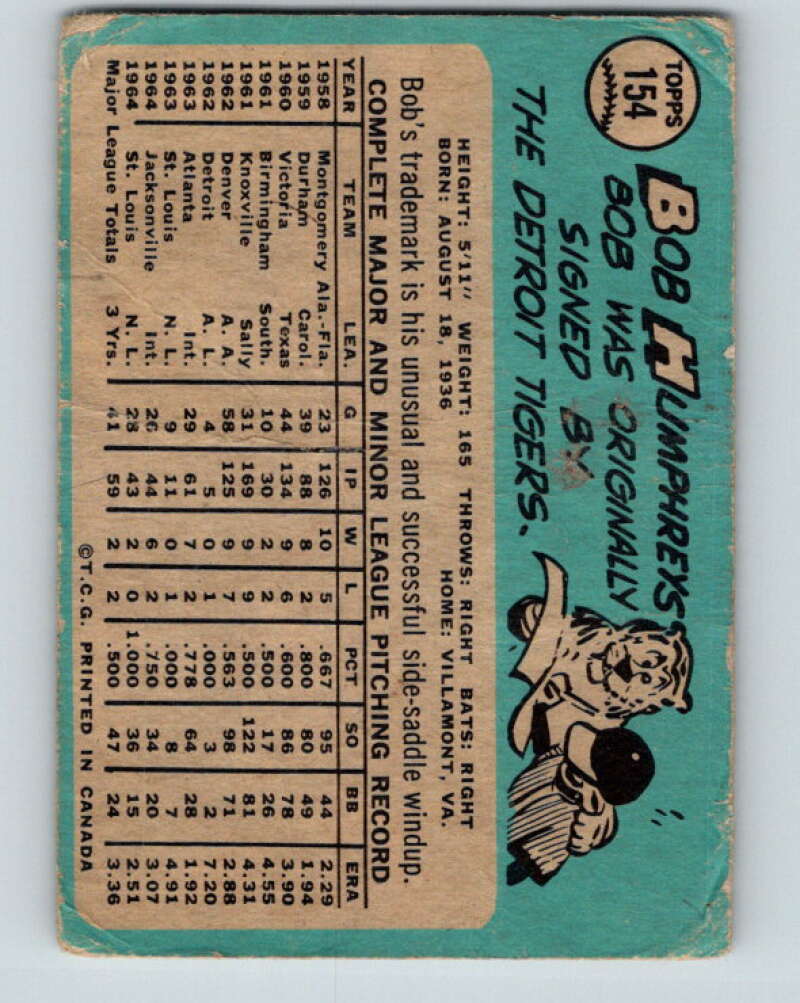 TOPPS
154
BOB HUMPHREYS
BOB WAS ORIGINALLY
SIGNED BY
THE DETROIT TIGERS.
HEIGHT: 5'11" WEIGHT: 165 THROWS: RIGHT BATS: RIGHT
BORN: AUGUST 18, 1936 HOME: VILLAMONT, VA.
Bob's trademark is his unusual and successful side-saddle windup.
COMPLETE MAJOR AND MINOR LEAGUE PITCHING RECORD
YEAR TEAM LEA. G IP W L PCT SO BB ERA
1958 Montgomery Ala.-Fla. 23 126 10 5 .667 95 44 2.29
1959 Durham Carol. 39 88 8 2 .800 80 49 1.94
1960 Victoria Texas 44 134 9 6 .600 86 78 3.90
1961 Birmingham South. 10 30 2 2 .500 17 26 4.55
1961 Knoxville Sally 31 169 9 9 .500 122 81 4.31
1962 Denver A. A. 58 125 9 7 .563 98 71 2.88
1962 Detroit A. L. 4 5 0 1 .000 3 2 7.20
1963 Atlanta Int. 29 61 7 2 .778 64 28 1.92
1963 St. Louis N. L. 9 11 0 1 .000 8 7 4.91
1964 Jacksonville Int. 26 44 6 2 .750 34 20 3.07
1964 St. Louis N. L. 28 43 2 0 1.000 36 15 2.51
Major League Totals 3 Yrs. 41 59 2 2 .500 47 24 3.36
©T.C.G. PRINTED IN CANADA